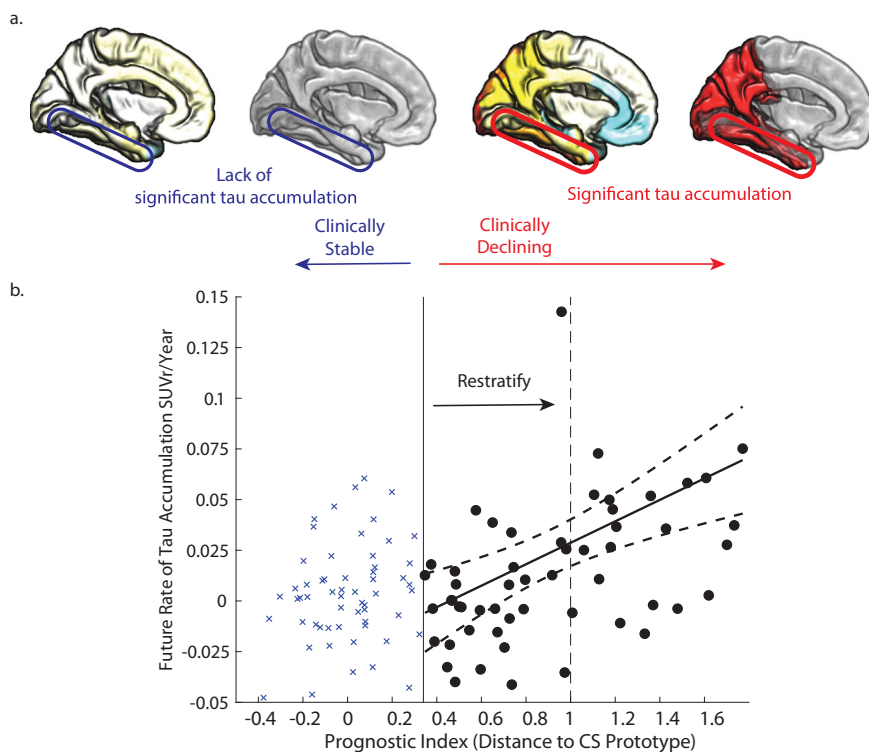 a.
Lack of
significant tau accumulation
Significant tau accumulation
Clinically
Stable
Clinically
Declining
b.
Future Rate of Tau Accumulation SUVr/Year
0.15
0.125
0.1
0.075
0.05
0.025
0
-0.025
-0.05
Restratify
-0.4 -0.2 0 0.2 0.4 0.6 0.8 1 1.2 1.4 1.6
Prognostic Index (Distance to CS Prototype)